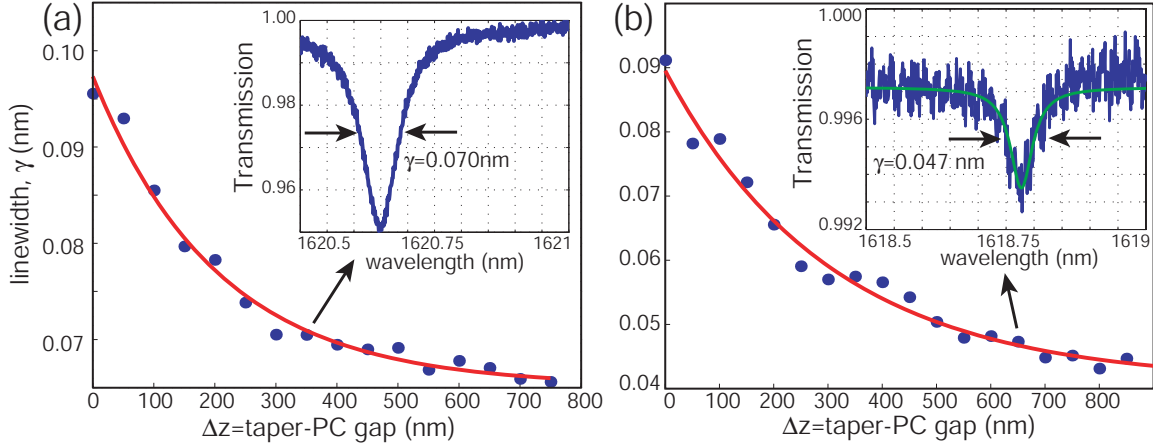 (a)
linewidth, γ (nm)
0.10
0.09
0.08
0.07
0 100 200 300 400 500 600 700 800
Δz=taper-PC gap (nm)
Transmission
1.00
0.98
0.96
γ=0.070nm
1620.5 1620.75 1621
wavelength (nm)
(b)
0.09
0.08
0.07
0.06
0.05
0.04
0 100 200 300 400 500 600 700 800
Δz=taper-PC gap (nm)
Transmission
1.000
0.996
0.992
γ=0.047 nm
1618.5 1618.75 1619
wavelength (nm)